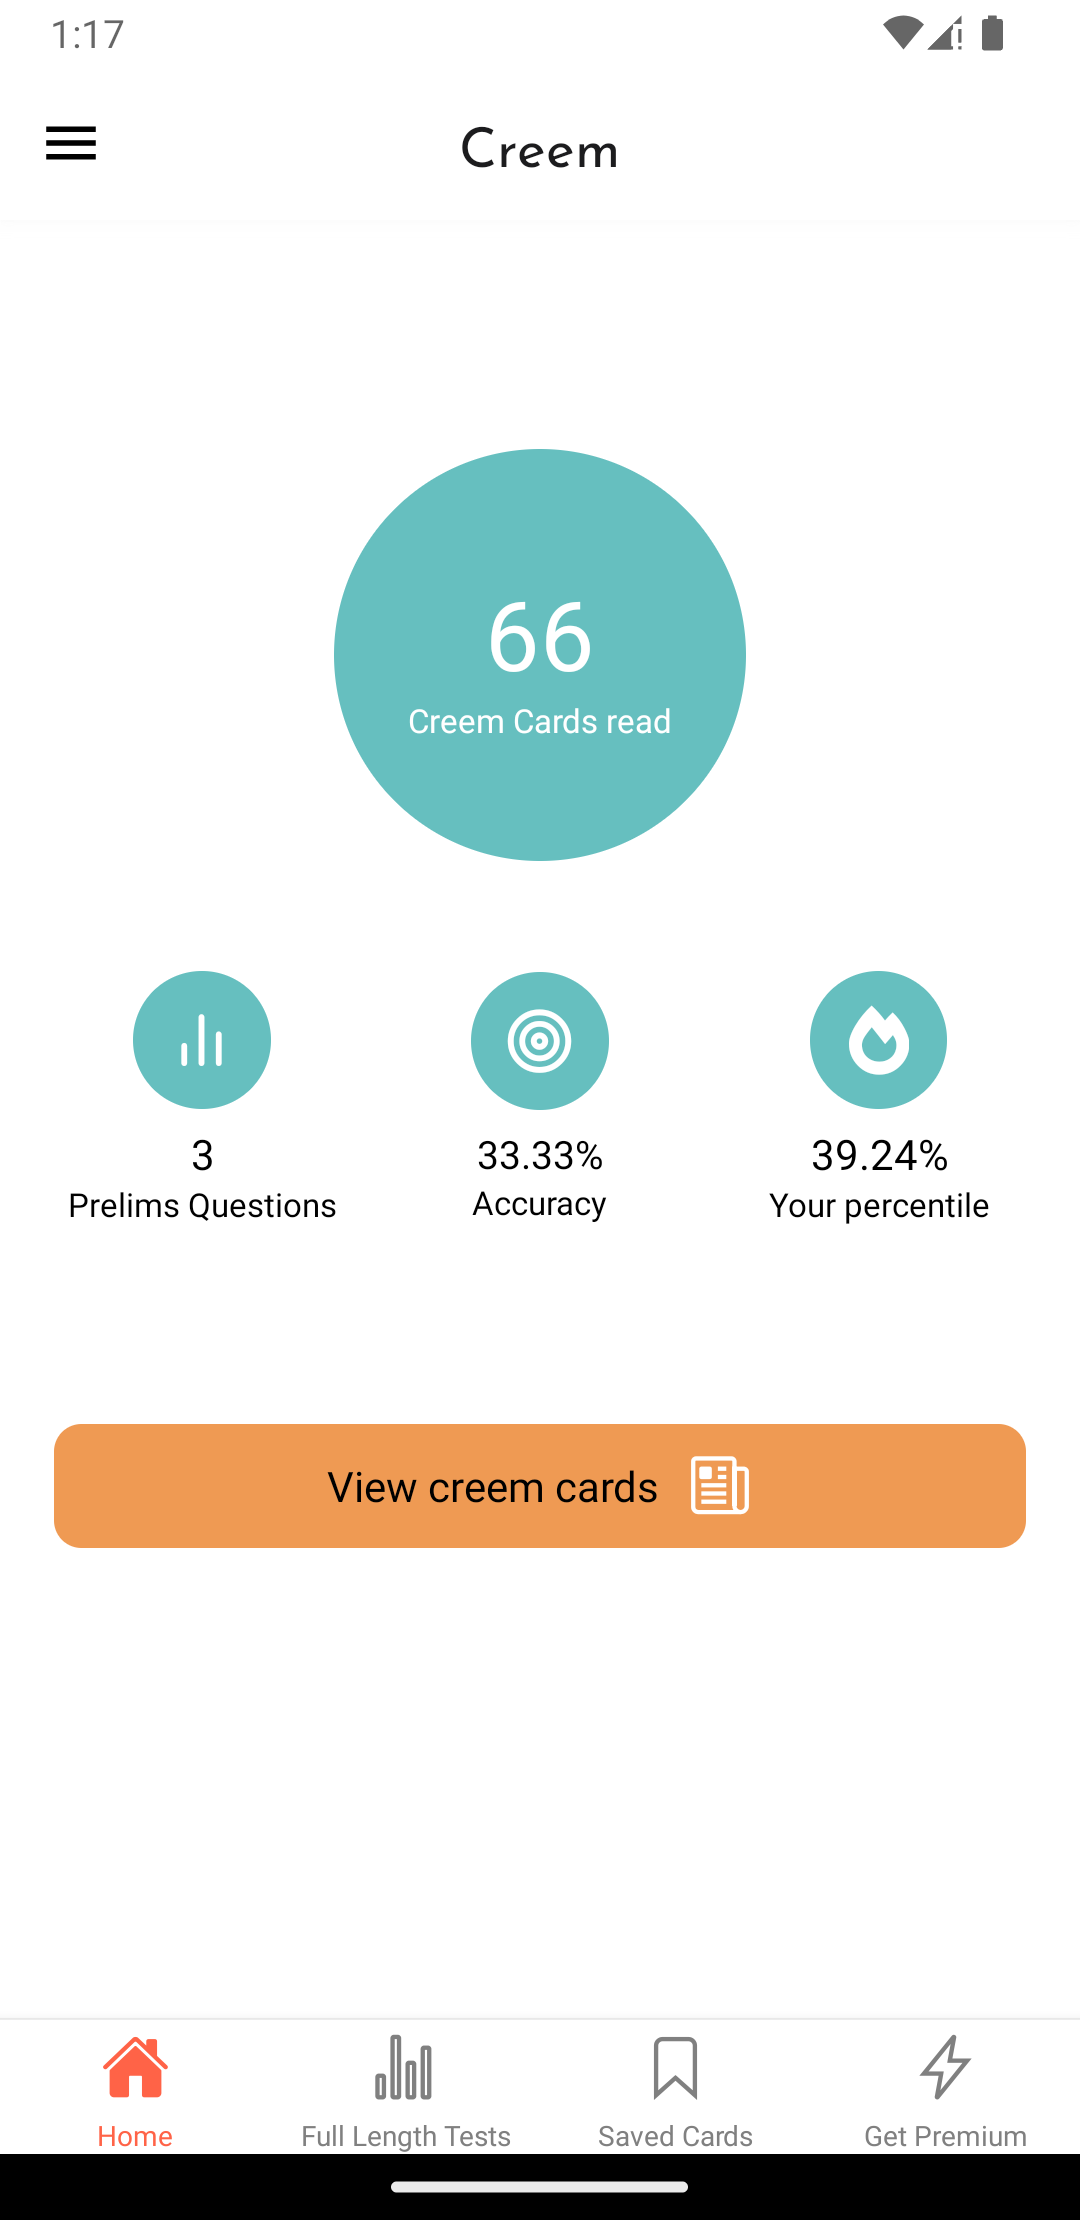 1:17
Creem
66
Creem Cards read
3
Prelims Questions
33.33%
Accuracy
39.24%
Your percentile
View creem cards
Home
Full Length Tests
Saved Cards
Get Premium